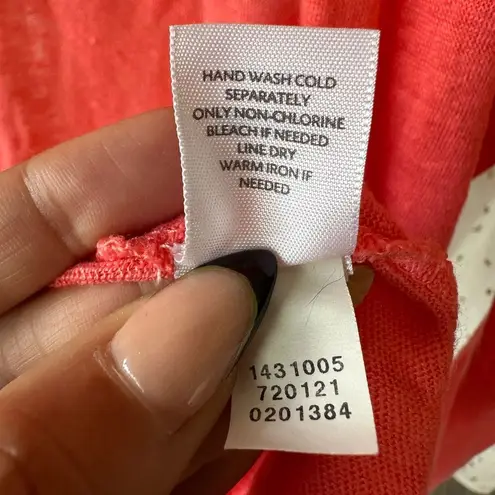 HAND WASH COLD
SEPARATELY
ONLY NON-CHLORINE
BLEACH IF NEEDED
LINE DRY
WARM IRON IF
NEEDED
1431005
720121
0201384